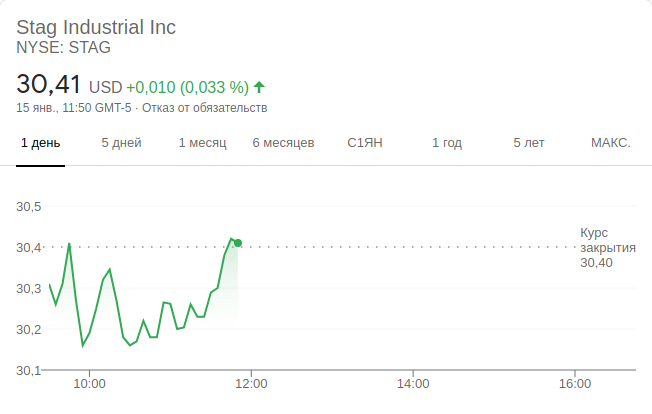 Stag Industrial Inc
NYSE: STAG
30,41 USD +0,010 (0,033 %)
15 янв., 11:50 GMT-5 · Отказ от обязательств
1 день 5 дней 1 месяц 6 месяцев С1ЯН 1 год 5 лет МАКС.
30,5
30,4
Курс
закрытия
30,40
30,3
30,2
30,1
10:00 12:00 14:00 16:00